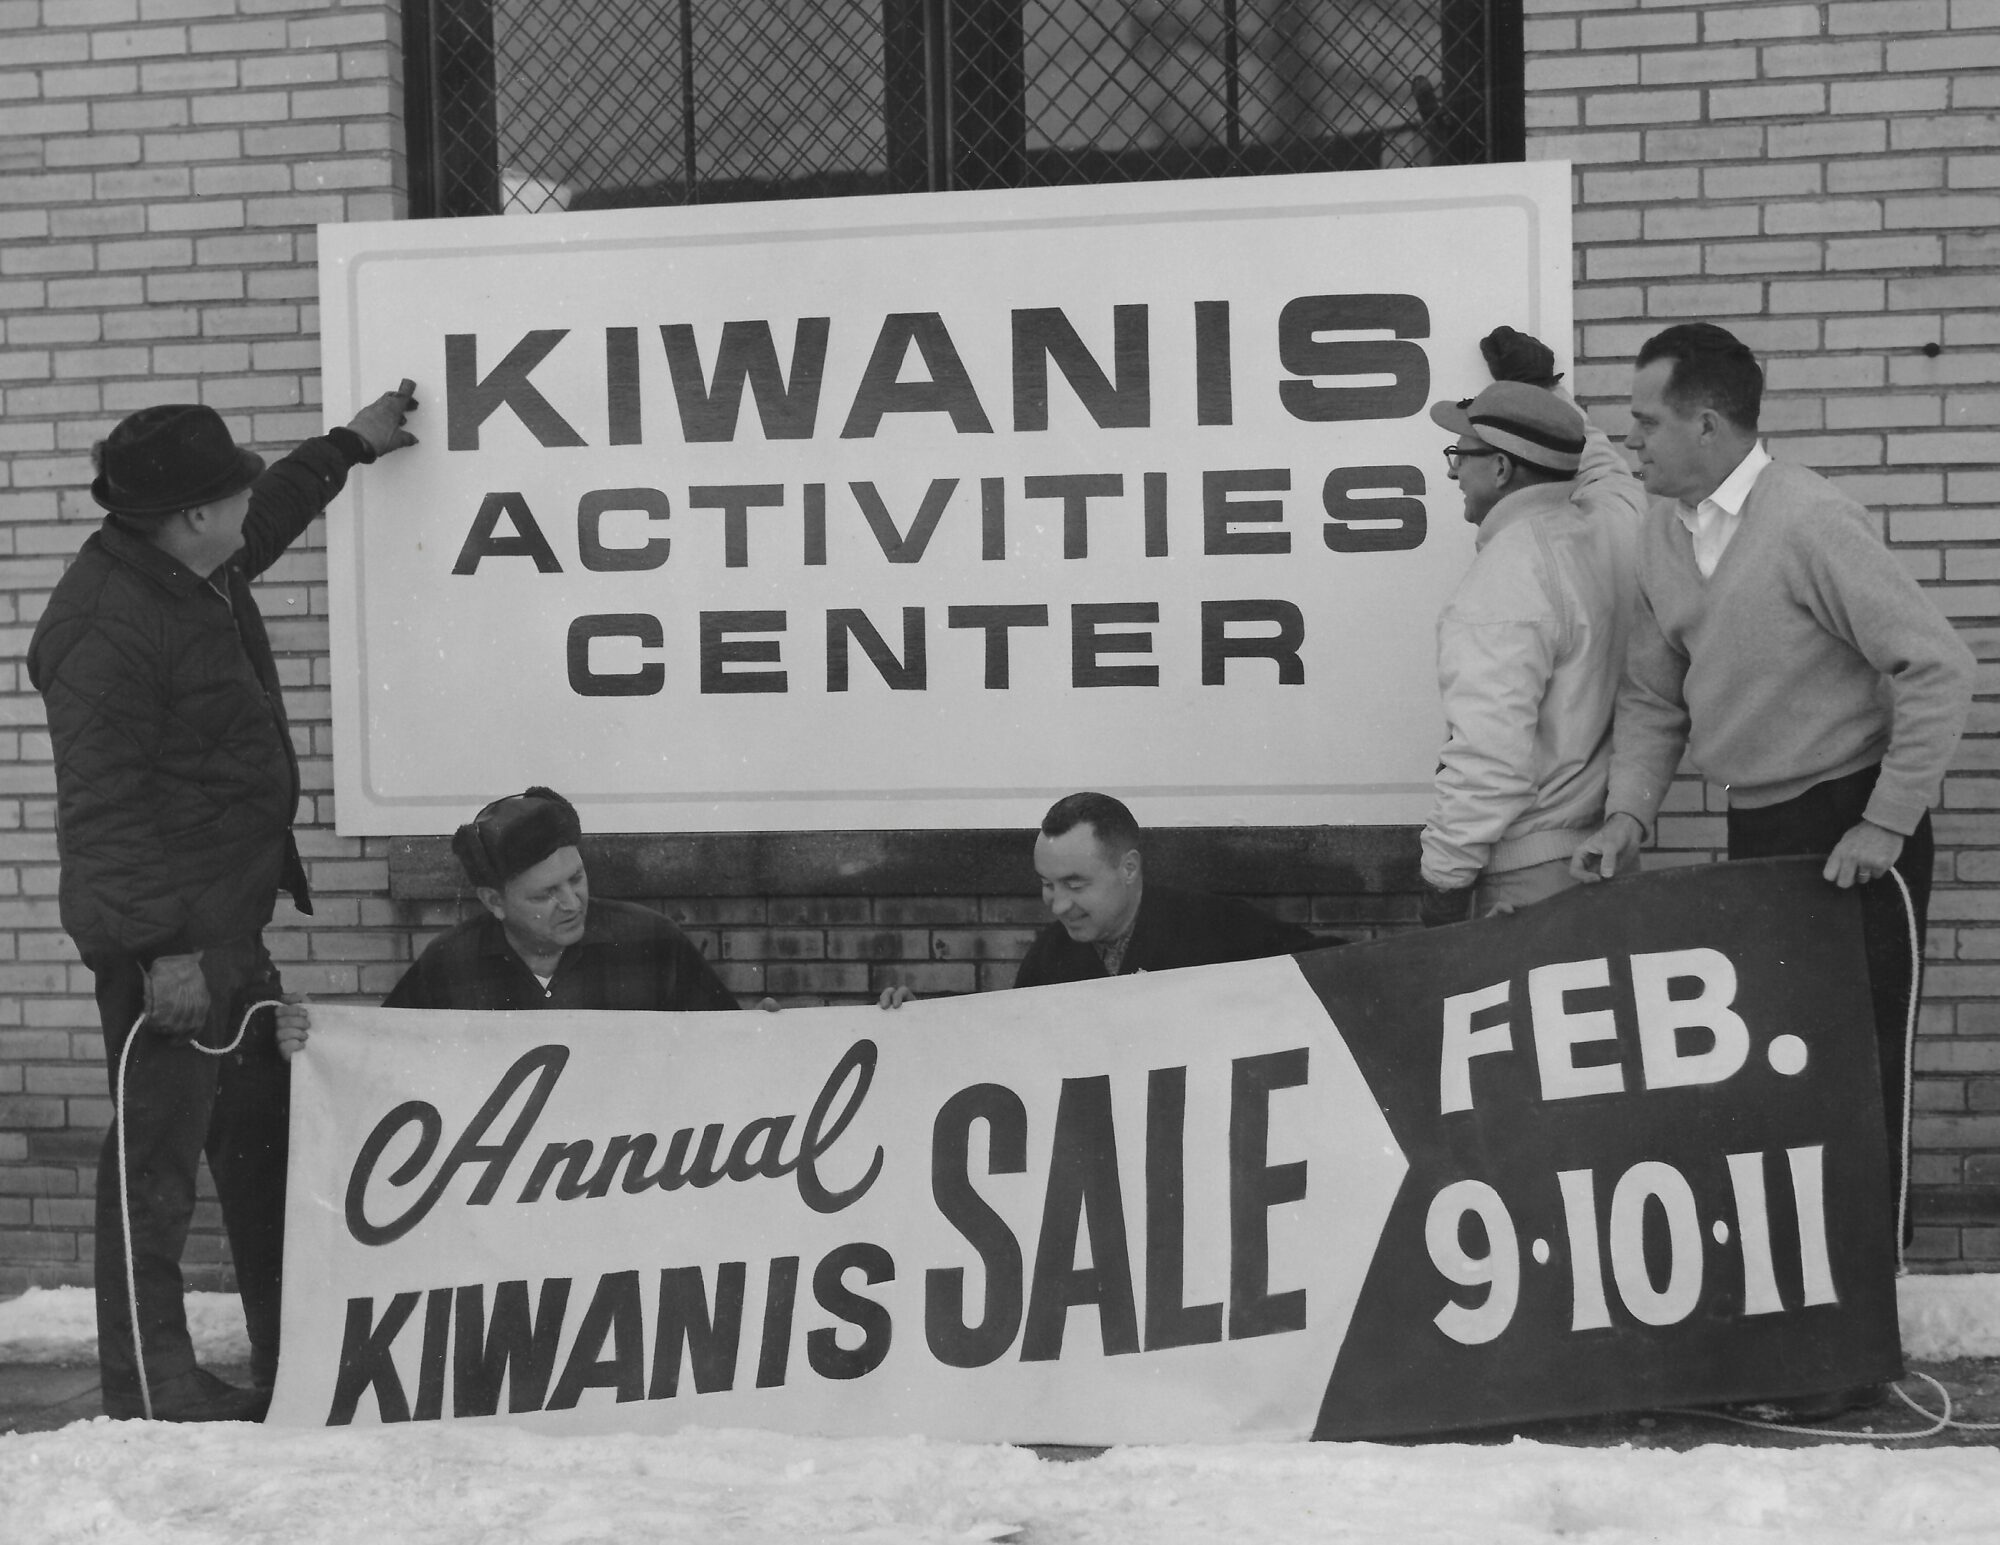 KIWANIS
ACTIVITIES
CENTER
Annual
KIWANIS SALE
FEB.
9·10·11